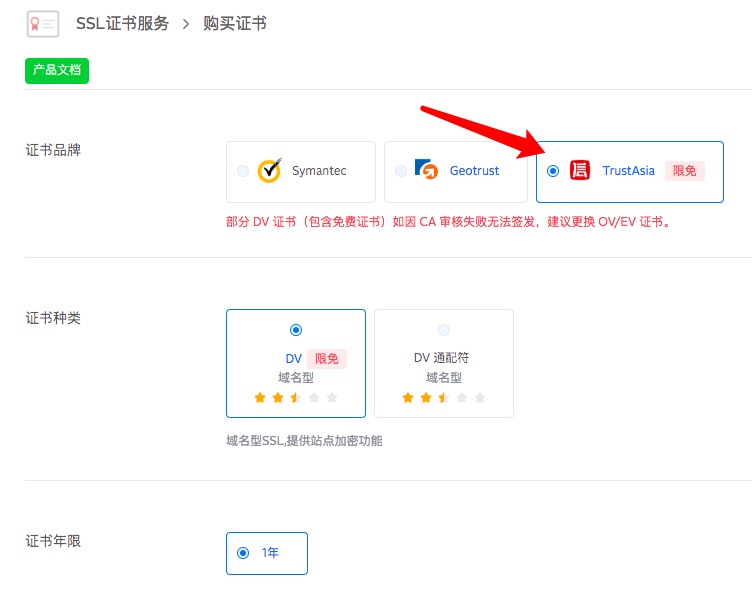 SSL证书服务 > 购买证书
产品文档
证书品牌
Symantec
Geotrust
TrustAsia 限免
部分 DV 证书（包含免费证书）如因 CA 审核失败无法签发，建议更换 OV/EV 证书。
证书种类
DV 限免
域名型
DV 通配符
域名型
域名型SSL,提供站点加密功能
证书年限
1年